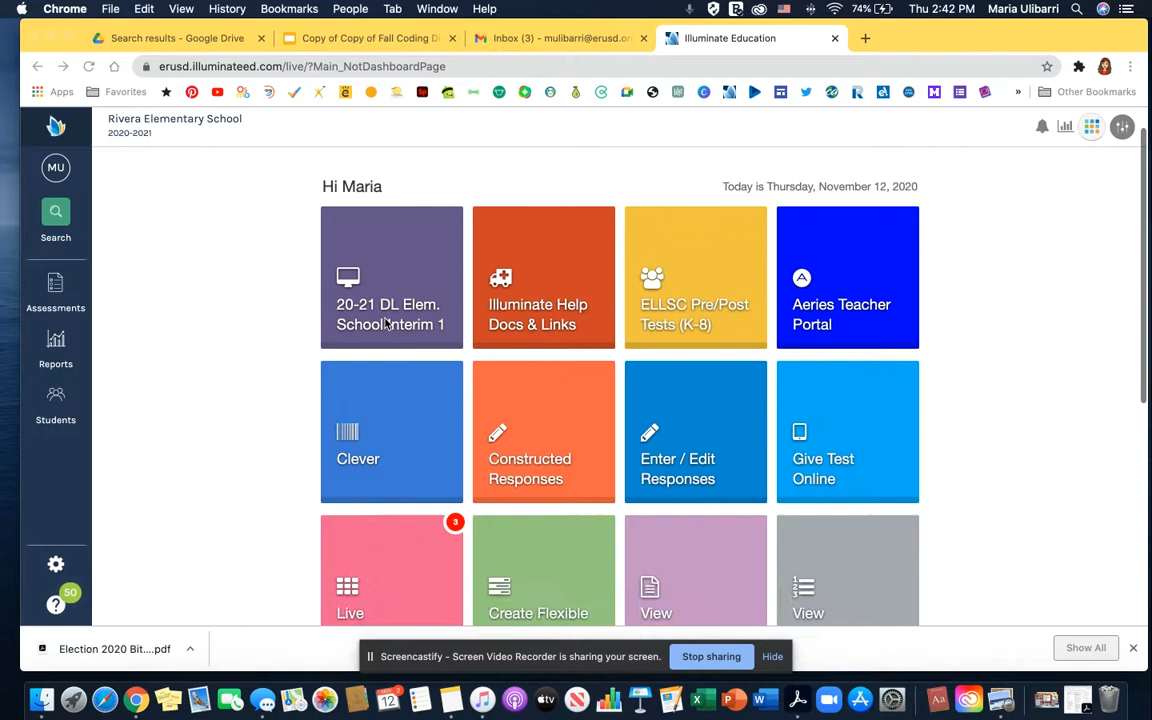 Chrome File Edit View History Bookmarks People Tab Window Help 74% Thu 2:42 PM Maria Ulibarri
Search results - Google Drive Copy of Copy of Fall Coding Di Inbox (3) - mulibarri@erusd.or Illuminate Education
erusd.illuminateed.com/live/?Main_NotDashboardPage
Apps Favorites » Other Bookmarks
Rivera Elementary School
2020-2021
MU
Search
Assessments
Reports
Students
50
Hi Maria
Today is Thursday, November 12, 2020
20-21 DL Elem.
School Interim 1
Illuminate Help
Docs & Links
ELLSC Pre/Post
Tests (K-8)
Aeries Teacher
Portal
Clever
Constructed
Responses
Enter / Edit
Responses
Give Test
Online
3
Live
Create Flexible
View
1
2
3
View
Election 2020 Bit....pdf
Screencastify - Screen Video Recorder is sharing your screen. Stop sharing Hide
Show All